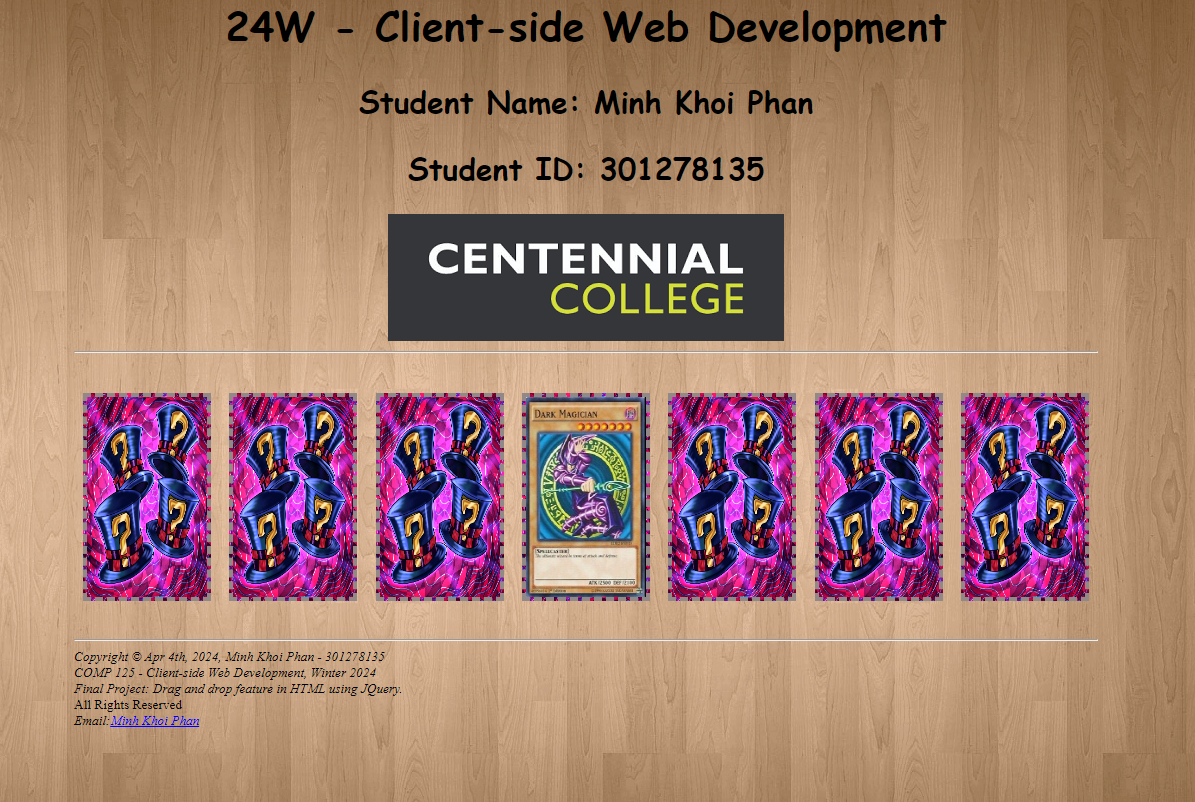 24W - Client-side Web Development
Student Name: Minh Khoi Phan
Student ID: 301278135
CENTENNIAL
COLLEGE
DARK MAGICIAN
[SPELLCASTER]
The ultimate wizard in terms of attack and defense.
ATK/2500 DEF/2100
Copyright © Apr 4th, 2024, Minh Khoi Phan - 301278135
COMP 125 - Client-side Web Development, Winter 2024
Final Project: Drag and drop feature in HTML using JQuery.
All Rights Reserved
Email:Minh Khoi Phan